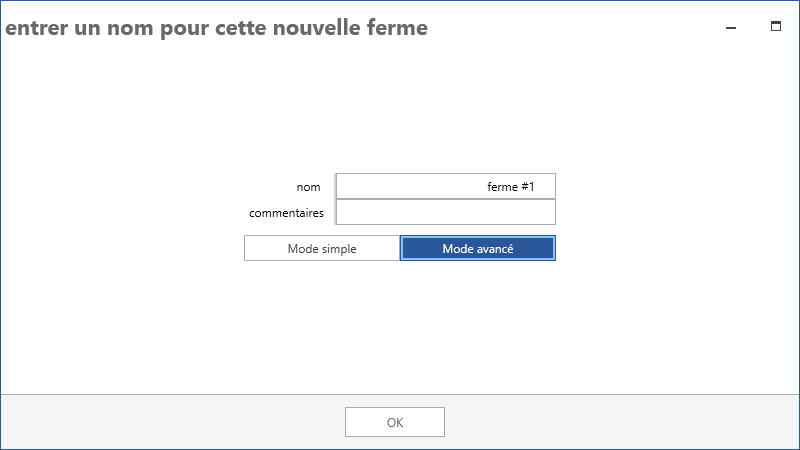 entrer un nom pour cette nouvelle ferme
nom ferme #1
commentaires
Mode simple Mode avancé
OK